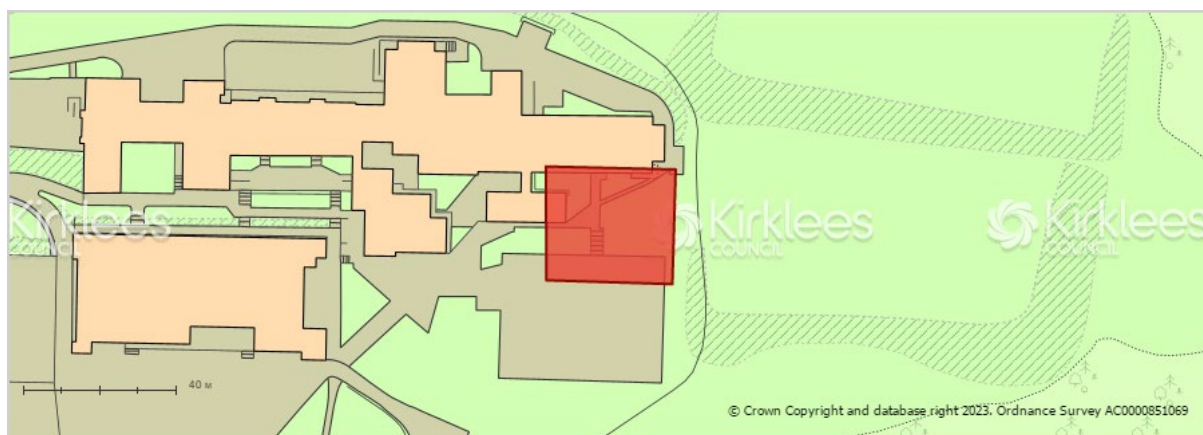 Kirklees
COUNCIL
Kirklees
COUNCIL
Kirklees
COUNCIL
40 м
© Crown Copyright and database right 2023. Ordnance Survey AC0000851069